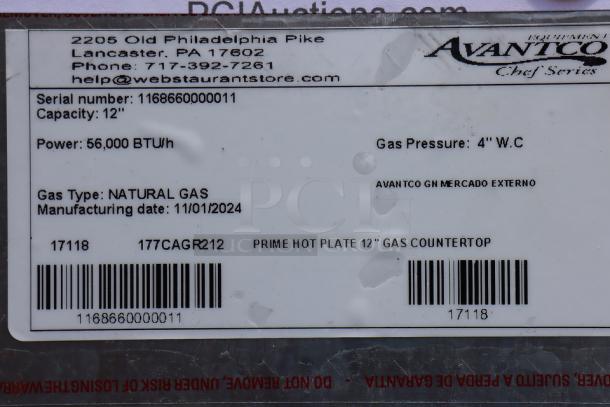 PCIAuctions.com
2205 Old Philadelphia Pike
Lancaster, PA 17602
Phone: 717-392-7261
help@webstaurantstore.com
EQUIPMENT
AVANTCO
Chef Series
Serial number: 1168660000011
Capacity: 12"
Power: 56,000 BTU/h
Gas Pressure: 4" W.C
Gas Type: NATURAL GAS
AVANTCO GN MERCADO EXTERNO
Manufacturing date: 11/01/2024
PCI
17118 177CAGR212 PRIME HOT PLATE 12" GAS COUNTERTOP
1168660000011
17118
OVER, SUJEITO A PERDA DE GARANTIA - DO NOT REMOVE, UNDER RISK OF LOSING THE WARRA